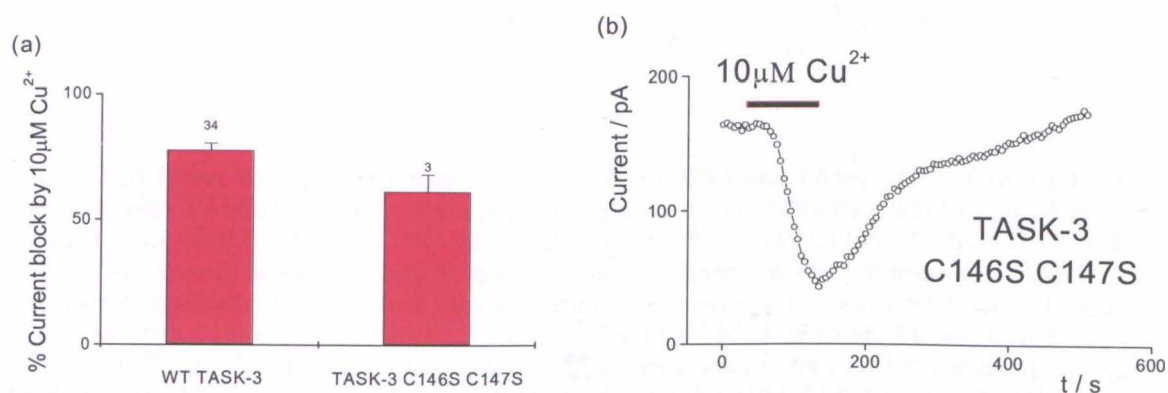 (a)
% Current block by 10µM Cu²⁺
100
50
0
34
3
WT TASK-3
TASK-3 C146S C147S
(b)
Current / pA
200
100
0
10µM Cu²⁺
TASK-3
C146S C147S
0
200
400
600
t / s